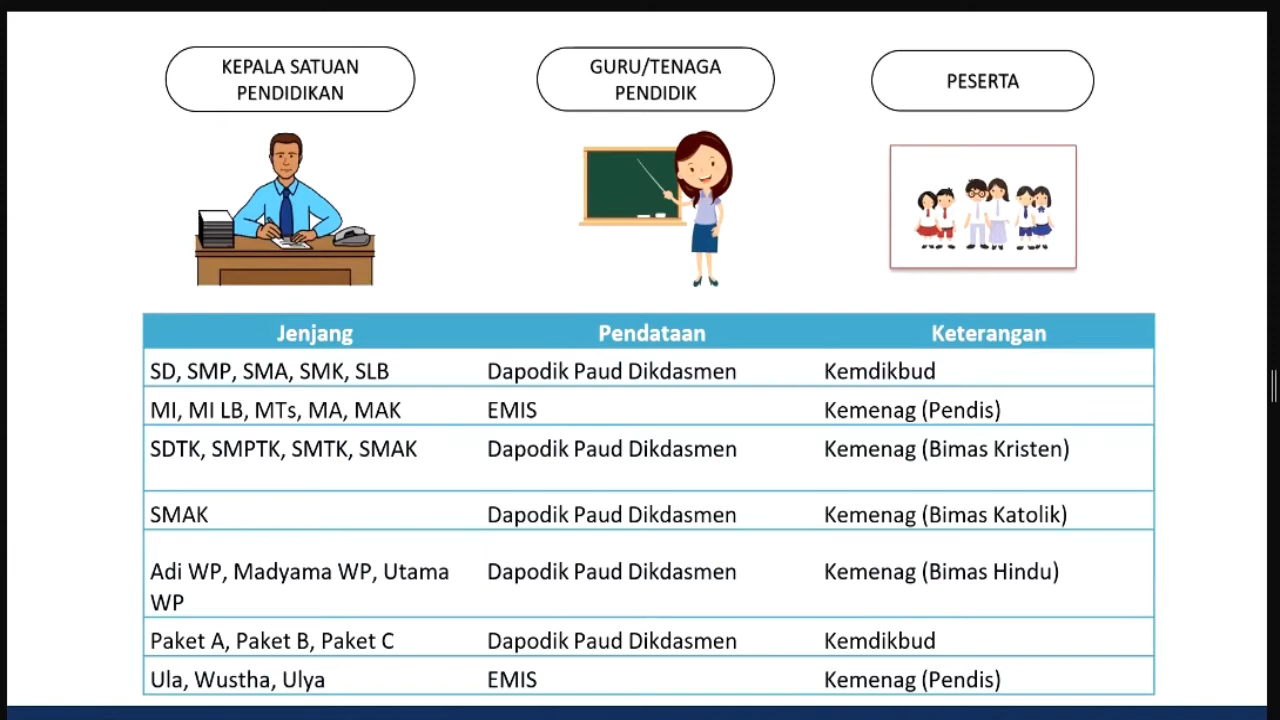 KEPALA SATUAN
PENDIDIKAN
GURU/TENAGA
PENDIDIK
PESERTA
Jenjang Pendataan Keterangan
SD, SMP, SMA, SMK, SLB Dapodik Paud Dikdasmen Kemdikbud
MI, MI LB, MTs, MA, MAK EMIS Kemenag (Pendis)
SDTK, SMPTK, SMTK, SMAK Dapodik Paud Dikdasmen Kemenag (Bimas Kristen)
SMAK Dapodik Paud Dikdasmen Kemenag (Bimas Katolik)
Adi WP, Madyama WP, Utama Dapodik Paud Dikdasmen Kemenag (Bimas Hindu)
WP
Paket A, Paket B, Paket C Dapodik Paud Dikdasmen Kemdikbud
Ula, Wustha, Ulya EMIS Kemenag (Pendis)